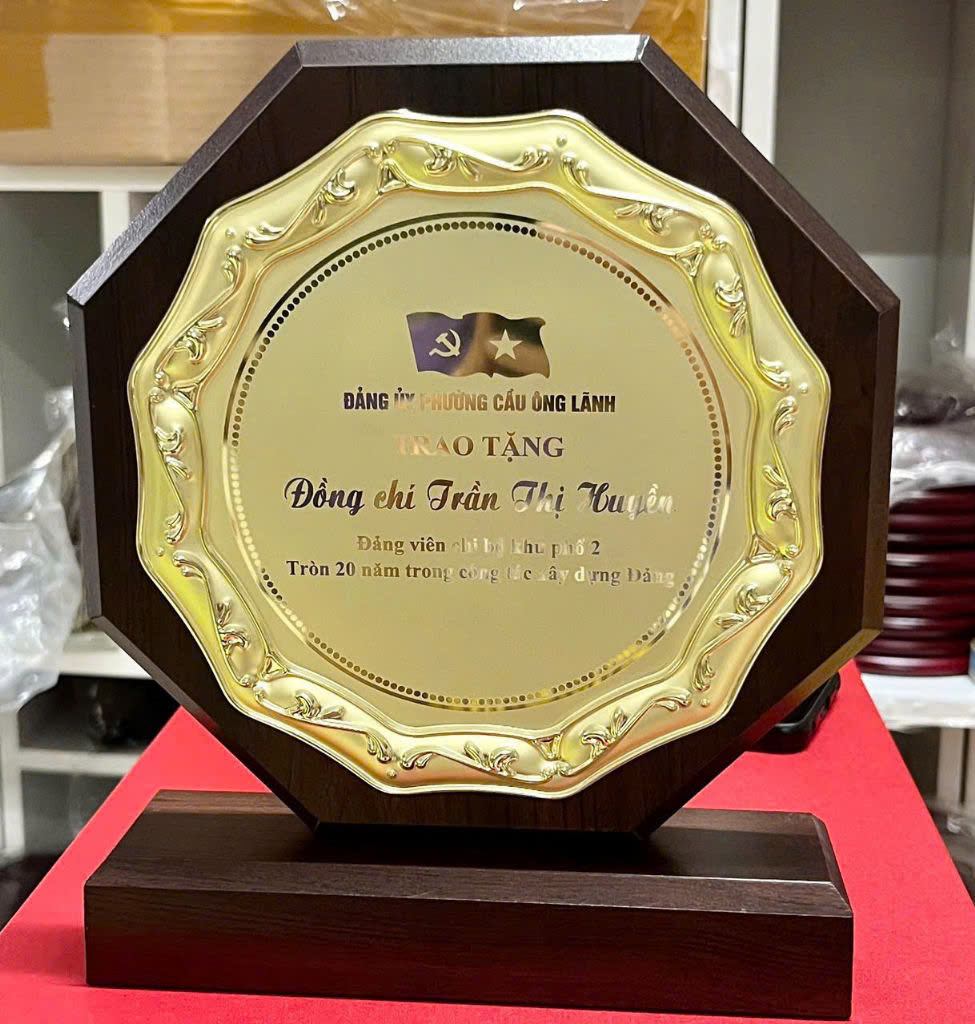 ĐẢNG ỦY PHƯỜNG CẦU ÔNG LÃNH
TRAO TẶNG
Đồng chí Trần Thị Huyền
Đảng viên chi bộ khu phố 2
Tròn 20 năm trong công tác xây dựng Đảng